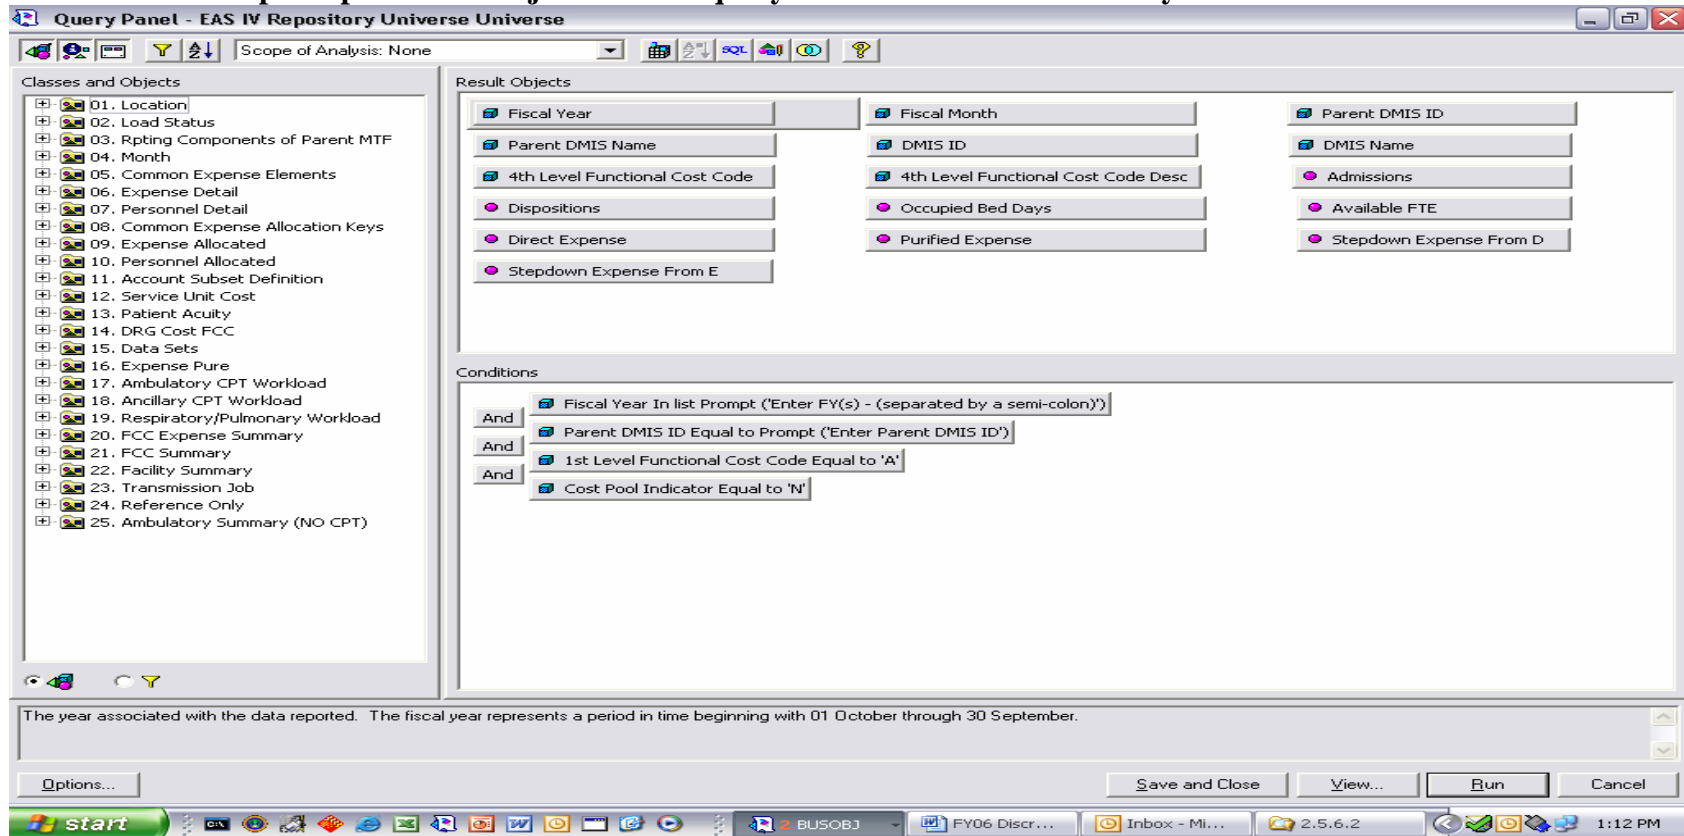 Query Panel - EAS IV Repository Universe Universe
Scope of Analysis: None
SQL
Classes and Objects
01. Location
02. Load Status
03. Rpting Components of Parent MTF
04. Month
05. Common Expense Elements
06. Expense Detail
07. Personnel Detail
08. Common Expense Allocation Keys
09. Expense Allocated
10. Personnel Allocated
11. Account Subset Definition
12. Service Unit Cost
13. Patient Acuity
14. DRG Cost FCC
15. Data Sets
16. Expense Pure
17. Ambulatory CPT Workload
18. Ancillary CPT Workload
19. Respiratory/Pulmonary Workload
20. FCC Expense Summary
21. FCC Summary
22. Facility Summary
23. Transmission Job
24. Reference Only
25. Ambulatory Summary (NO CPT)
Result Objects
Fiscal Year
Fiscal Month
Parent DMIS ID
Parent DMIS Name
DMIS ID
DMIS Name
4th Level Functional Cost Code
4th Level Functional Cost Code Desc
Admissions
Dispositions
Occupied Bed Days
Available FTE
Direct Expense
Purified Expense
Stepdown Expense From D
Stepdown Expense From E
Conditions
Fiscal Year In list Prompt ('Enter FY(s) - (separated by a semi-colon)')
And
Parent DMIS ID Equal to Prompt ('Enter Parent DMIS ID')
And
1st Level Functional Cost Code Equal to 'A'
And
Cost Pool Indicator Equal to 'N'
The year associated with the data reported. The fiscal year represents a period in time beginning with 01 October through 30 September.
Options...
Save and Close
View...
Run
Cancel
start
2 BUSOBJ
FY06 Discr...
Inbox - Mi...
2.5.6.2
1:12 PM